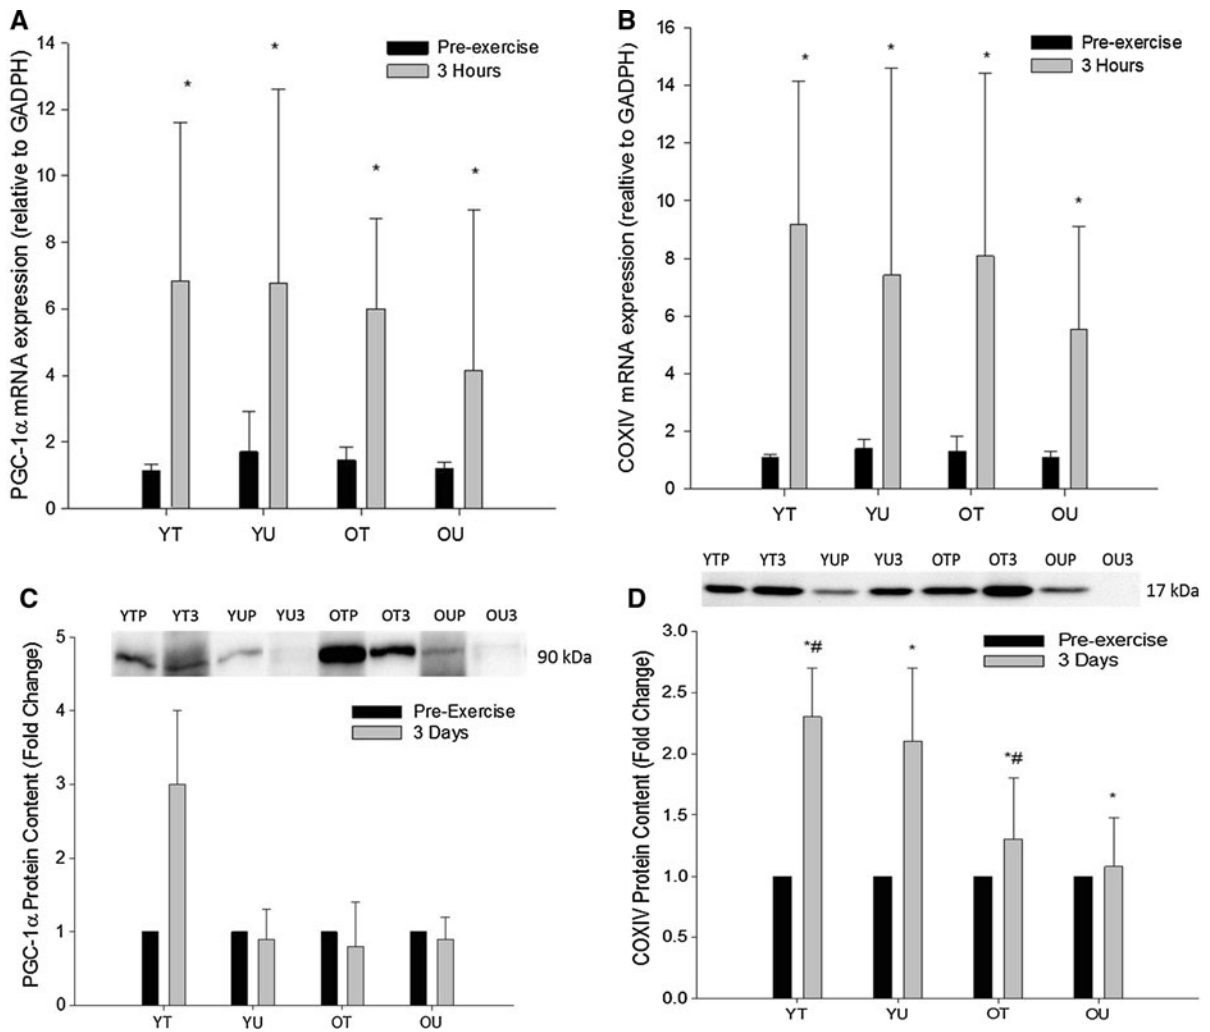 A
PGC-1α mRNA expression (relative to GADPH)
14
12
10
8
6
4
2
0
Pre-exercise
3 Hours
*
*
*
*
YT YU OT OU
B
COXIV mRNA expression (realtive to GADPH)
16
14
12
10
8
6
4
2
0
Pre-exercise
3 Hours
*
*
*
*
YT YU OT OU
C
YTP YT3 YUP YU3 OTP OT3 OUP OU3
90 kDa
PGC-1α Protein Content (Fold Change)
5
4
3
2
1
0
Pre-Exercise
3 Days
YT YU OT OU
D
YTP YT3 YUP YU3 OTP OT3 OUP OU3
17 kDa
COXIV Protein Content (Fold Change)
3.0
2.5
2.0
1.5
1.0
0.5
0.0
Pre-exercise
3 Days
*#
*
*#
*
YT YU OT OU